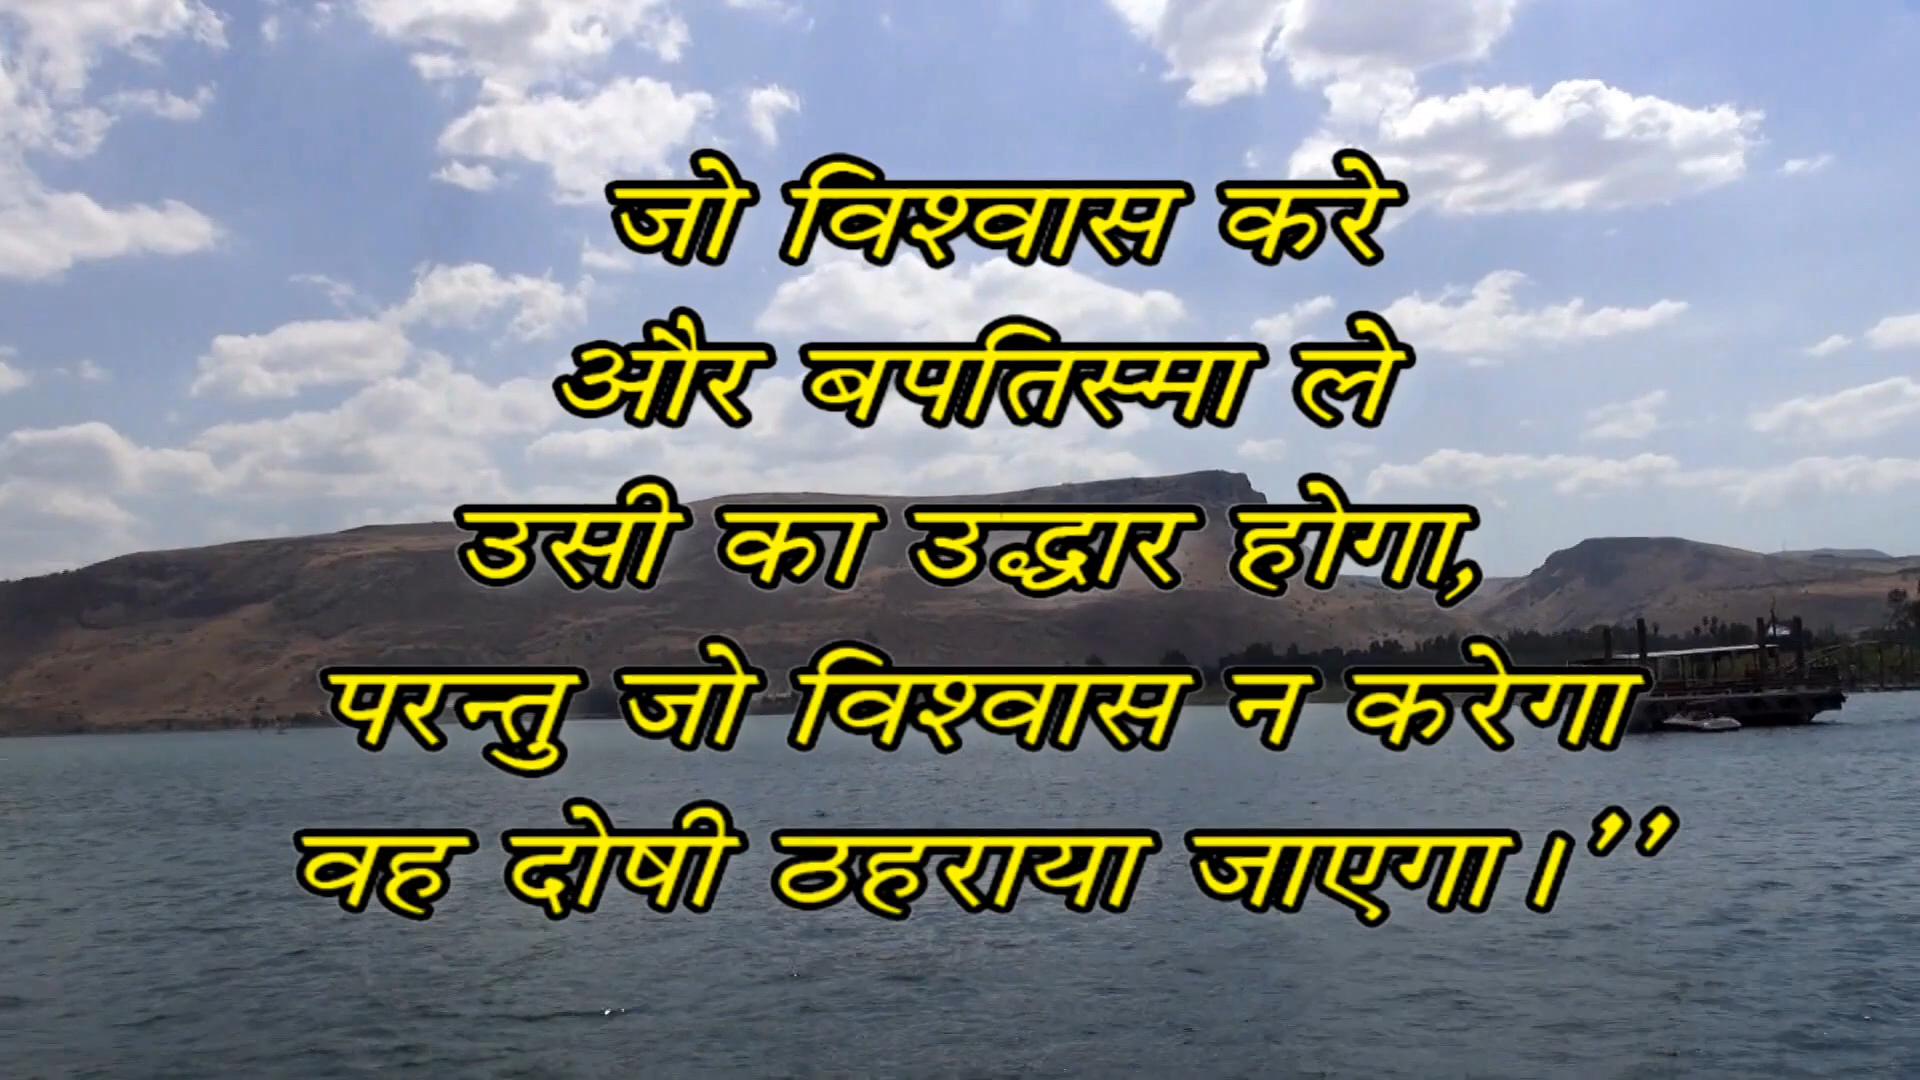 जो विश्वास करे
और बपतिस्मा ले
उसी का उद्धार होगा,
परन्तु जो विश्वास न करेगा
वह दोषी ठहराया जाएगा।’’